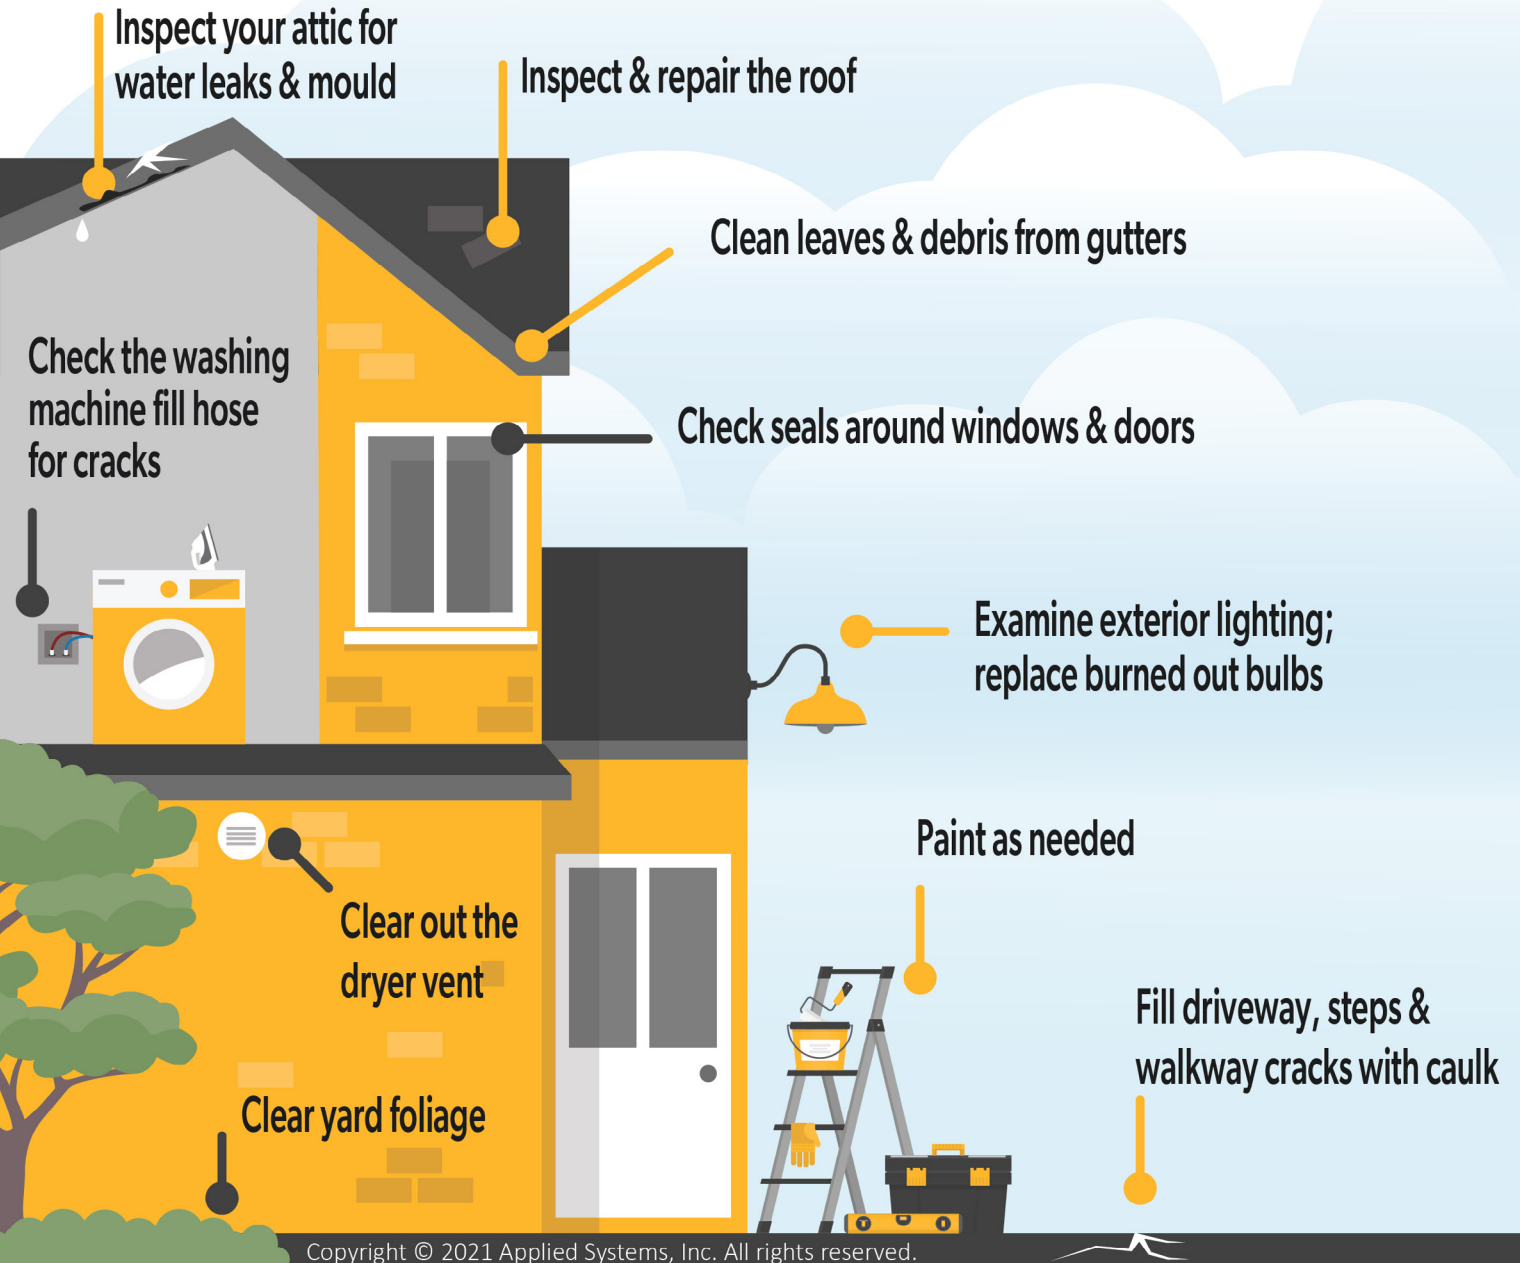 Inspect your attic for
water leaks & mould
Inspect & repair the roof
Clean leaves & debris from gutters
Check the washing
machine fill hose
for cracks
Check seals around windows & doors
Examine exterior lighting;
replace burned out bulbs
Paint as needed
Clear out the
dryer vent
Fill driveway, steps &
walkway cracks with caulk
Clear yard foliage
Copyright © 2021 Applied Systems, Inc. All rights reserved.